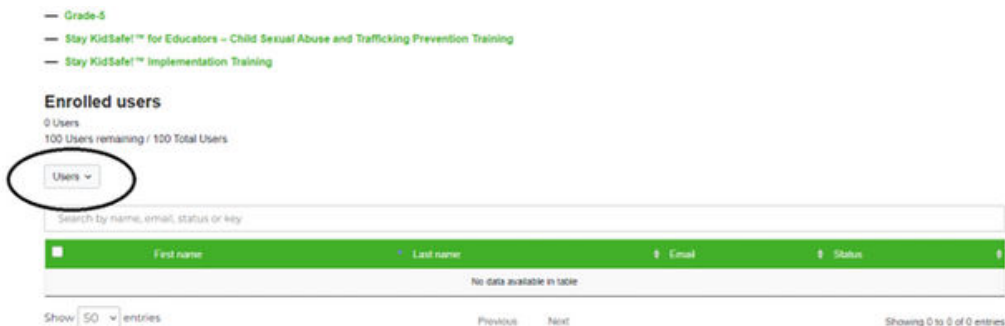 — Grade-5
— Stay KidSafe!™ for Educators – Child Sexual Abuse and Trafficking Prevention Training
— Stay KidSafe!™ Implementation Training
Enrolled users
0 Users
100 Users remaining / 100 Total Users
Users
Search by name, email, status or key
First name Last name Email Status
No data available in table
Show 50 entries Previous Next Showing 0 to 0 of 0 entries